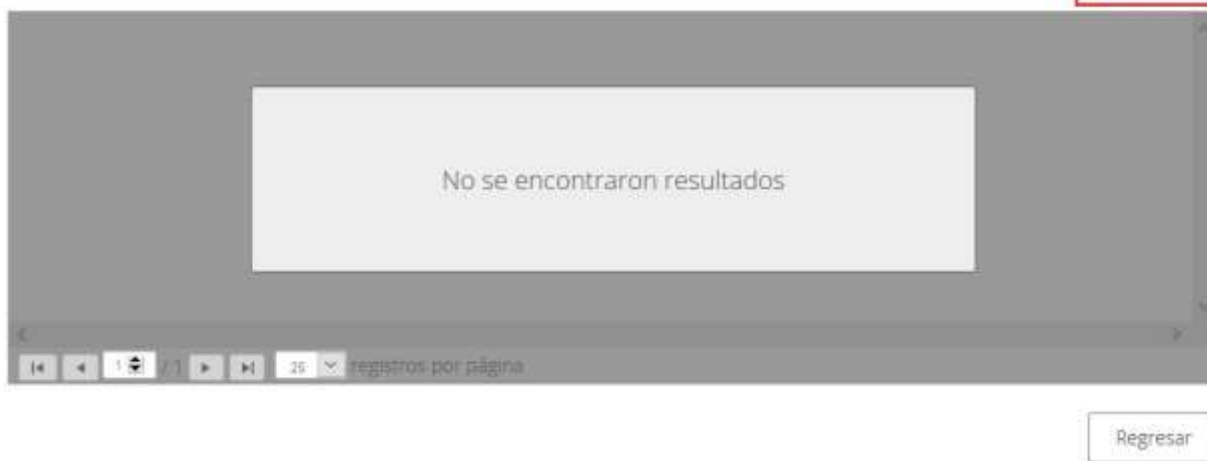 No se encontraron resultados
1 / 1 25 registros por página
Regresar